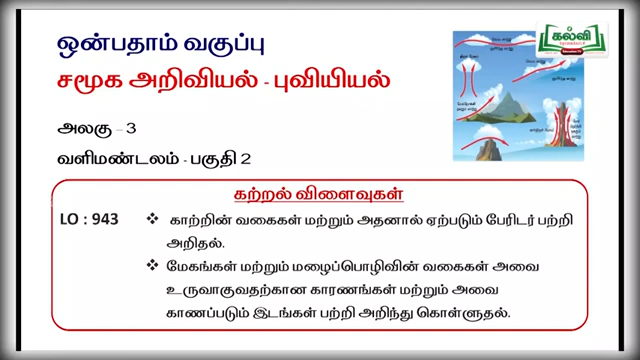 ஒன்பதாம் வகுப்பு
கல்வி
சமூக அறிவியல் - புவியியல்
அலகு - 3
வளிமண்டலம் - பகுதி 2
கற்றல் விளைவுகள்
LO : 943 ❖ காற்றின் வகைகள் மற்றும் அதனால் ஏற்படும் பேரிடர் பற்றி
அறிதல்.
❖ மேகங்கள் மற்றும் மழைப்பொழிவின் வகைகள் அவை
உருவாகுவதற்கான காரணங்கள் மற்றும் அவை
காணப்படும் இடங்கள் பற்றி அறிந்து கொள்ளுதல்.